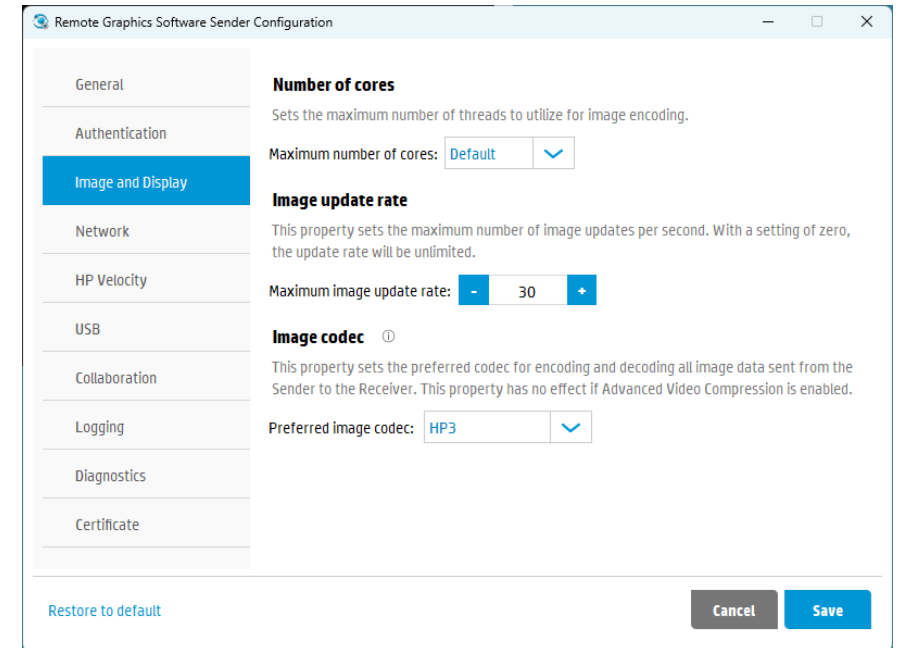 Remote Graphics Software Sender Configuration
General
Authentication
Image and Display
Network
HP Velocity
USB
Collaboration
Logging
Diagnostics
Certificate
Number of cores
Sets the maximum number of threads to utilize for image encoding.
Maximum number of cores: Default
Image update rate
This property sets the maximum number of image updates per second. With a setting of zero,
the update rate will be unlimited.
Maximum image update rate: - 30 +
Image codec
This property sets the preferred codec for encoding and decoding all image data sent from the
Sender to the Receiver. This property has no effect if Advanced Video Compression is enabled.
Preferred image codec: HP3
Restore to default
Cancel
Save